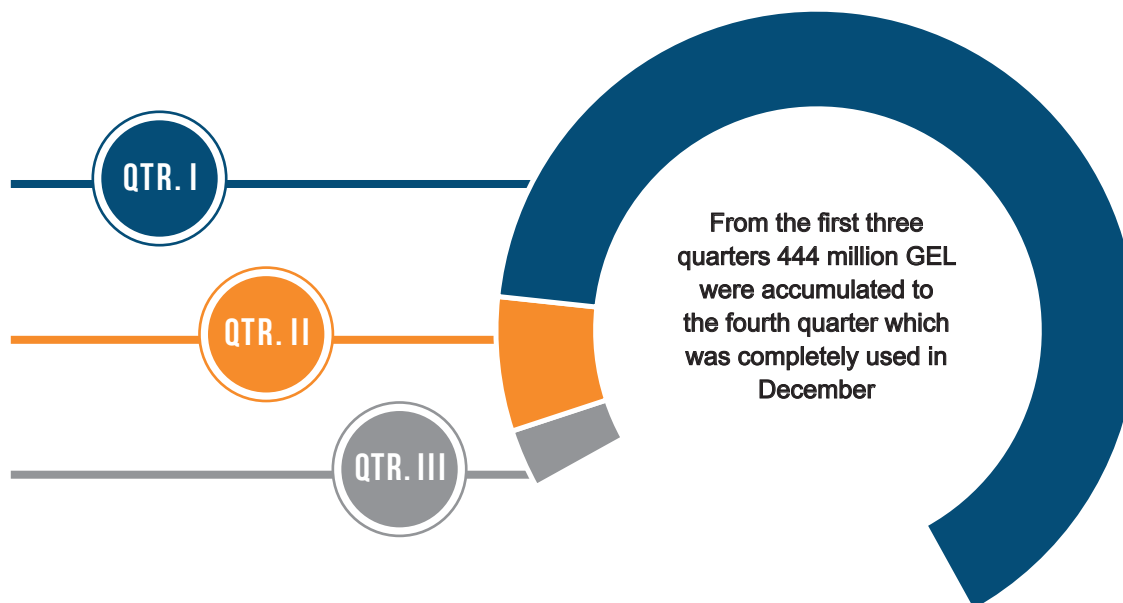 QTR. I
QTR. II
QTR. III
From the first three
quarters 444 million GEL
were accumulated to
the fourth quarter which
was completely used in
December